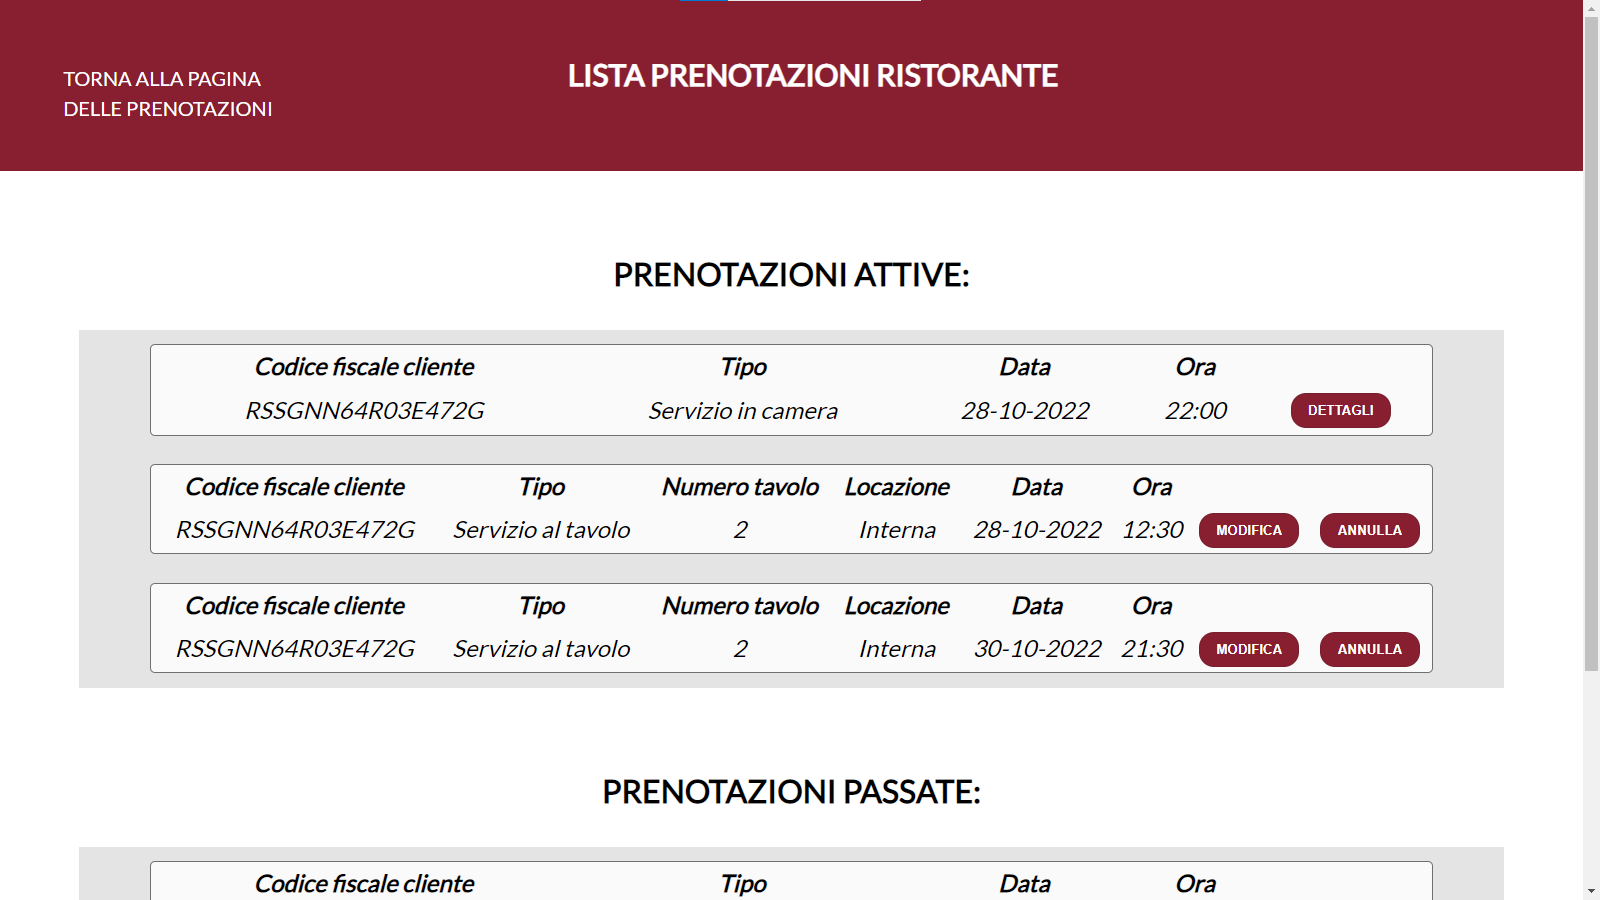 TORNA ALLA PAGINA
DELLE PRENOTAZIONI
LISTA PRENOTAZIONI RISTORANTE
PRENOTAZIONI ATTIVE:
Codice fiscale cliente Tipo Data Ora
RSSGNN64R03E472G Servizio in camera 28-10-2022 22:00 DETTAGLI
Codice fiscale cliente Tipo Numero tavolo Locazione Data Ora
RSSGNN64R03E472G Servizio al tavolo 2 Interna 28-10-2022 12:30 MODIFICA ANNULLA
Codice fiscale cliente Tipo Numero tavolo Locazione Data Ora
RSSGNN64R03E472G Servizio al tavolo 2 Interna 30-10-2022 21:30 MODIFICA ANNULLA
PRENOTAZIONI PASSATE:
Codice fiscale cliente Tipo Data Ora